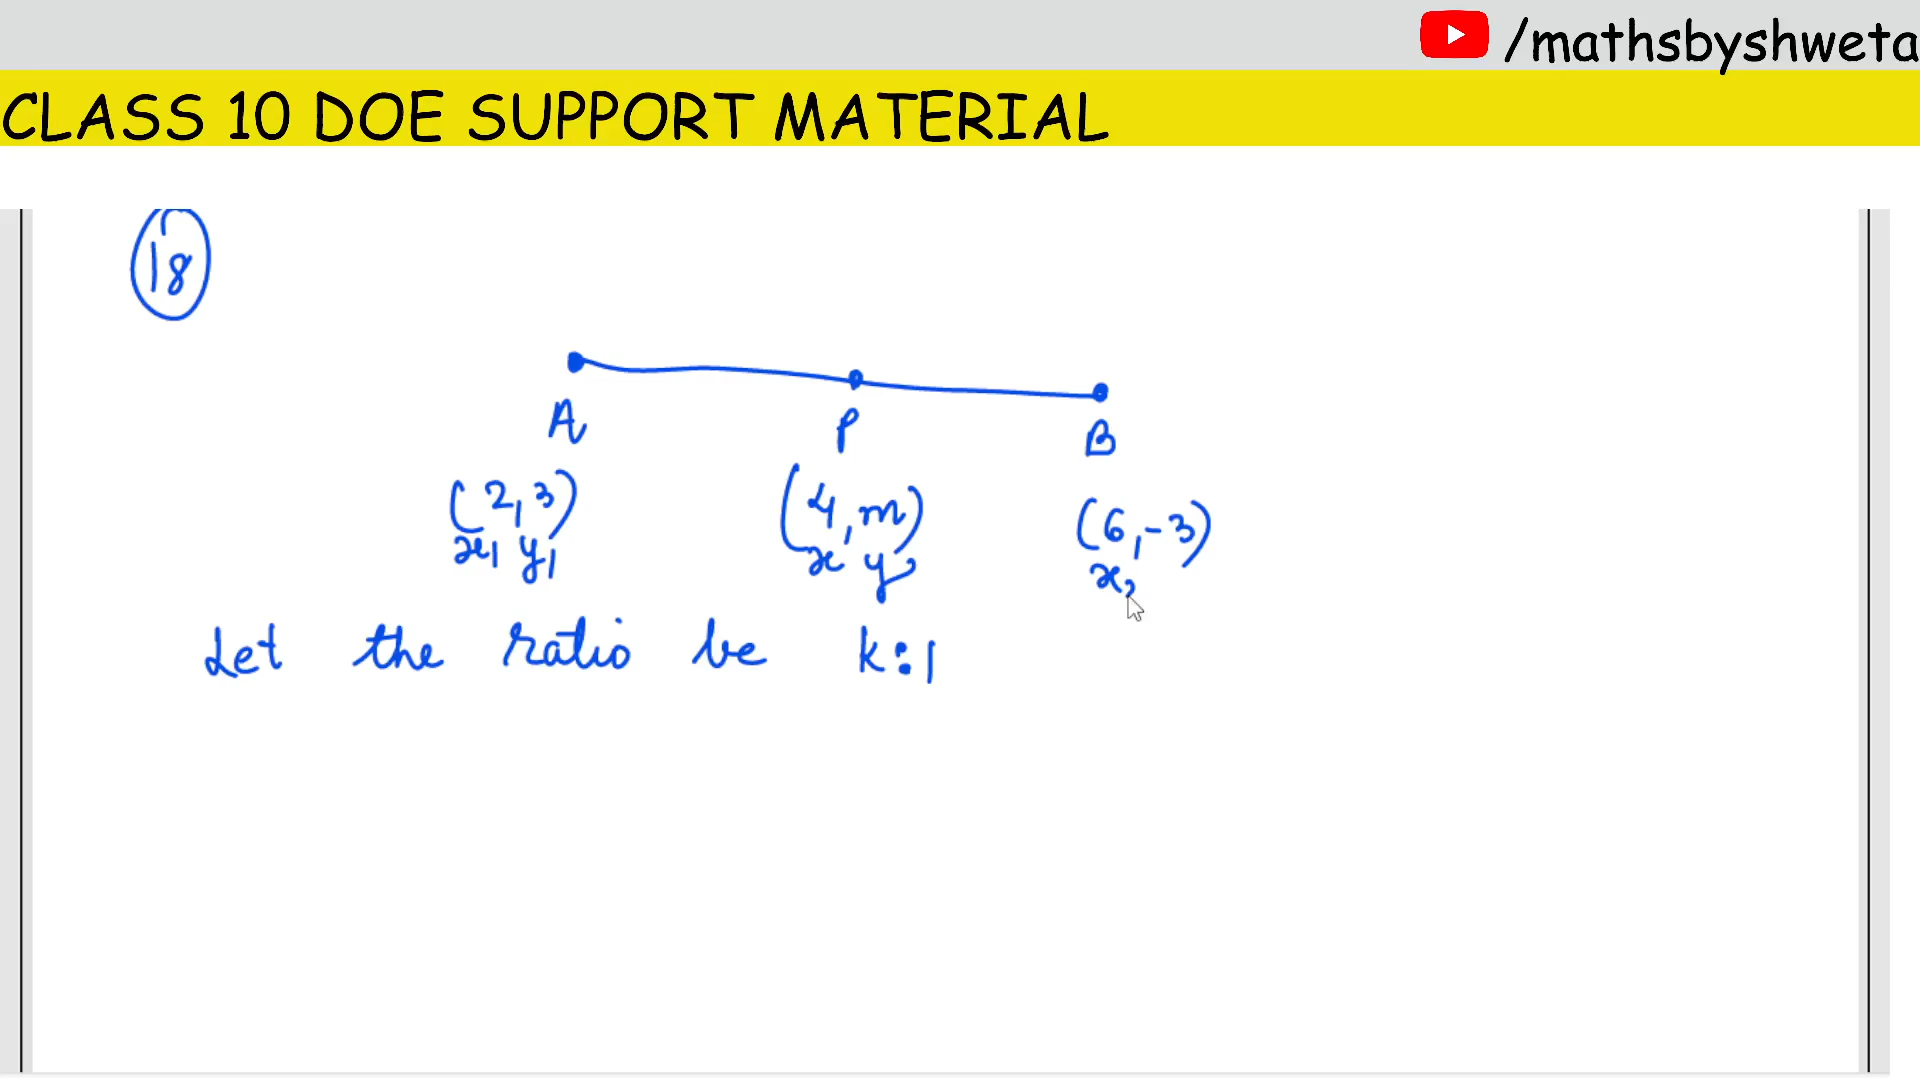 /mathsbyshweta
CLASS 10 DOE SUPPORT MATERIAL
18
A P B
(2,3) (4,m) (6,-3)
x₁ y₁ x y x₂
Let the ratio be k:1